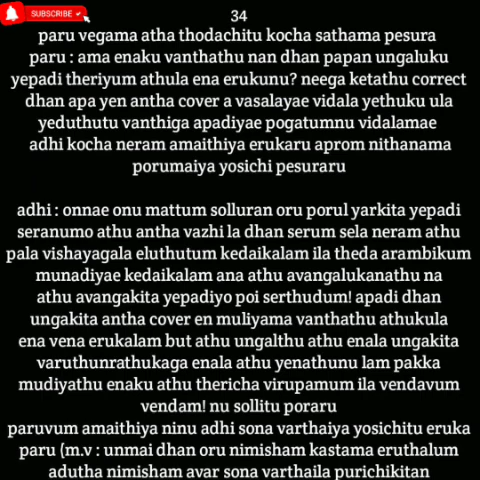 SUBSCRIBE
34
paru vegama atha thodachitu kocha sathama pesura
paru : ama enaku vanthathu nan dhan papan ungaluku
yepadi theriyum athula ena erukunu? neega ketathu correct
dhan apa yen antha cover a vasalayae vidala yethuku ula
yeduthutu vanthiga apadiyae pogatumnu vidalamae
adhi kocha neram amaithiya erukaru aprom nithanama
porumaiya yosichi pesuraru
adhi : onnae onu mattum solluran oru porul yarkita yepadi
seranumo athu antha vazhi la dhan serum sela neram athu
pala vishayagala eluthutum kedaikalam ila theda arambikum
munadiyae kedaikalam ana athu avangalukanathu na
athu avangakita yepadiyo poi serthudum! apadi dhan
ungakita antha cover en muliyama vanthathu athukula
ena vena erukalam but athu ungalthu athu enala ungakita
varuthunrathukaga enala athu yenathunu lam pakka
mudiyathu enaku athu thericha virupamum ila vendavum
vendam! nu sollitu poraru
paruvum amaithiya ninu adhi sona varthaiya yosichitu eruka
paru (m.v : unmai dhan oru nimisham kastama eruthalum
adutha nimisham avar sona varthaila purichikitan